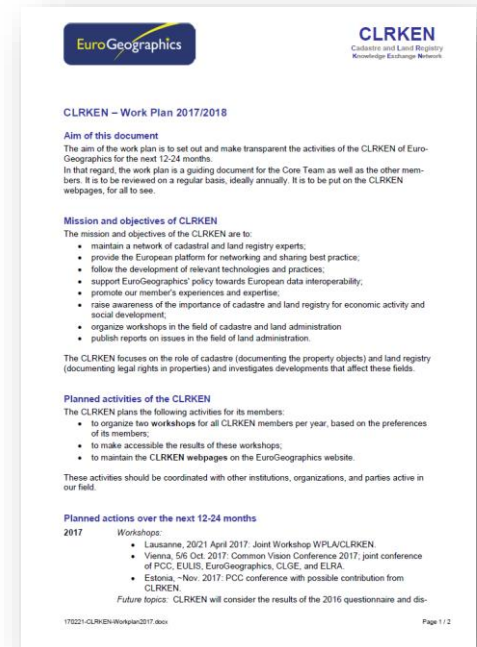 EuroGeographics
CLRKEN
Cadastre and Land Registry
Knowledge Exchange Network
CLRKEN – Work Plan 2017/2018
Aim of this document
The aim of the work plan is to set out and make transparent the activities of the CLRKEN of Euro-
Geographics for the next 12-24 months.
In that regard, the work plan is a guiding document for the Core Team as well as the other mem-
bers. It is to be reviewed on a regular basis, ideally annually. It is to be put on the CLRKEN
webpages, for all to see.
Mission and objectives of CLRKEN
The mission and objectives of the CLRKEN are to:
• maintain a network of cadastral and land registry experts;
• provide the European platform for networking and sharing best practice;
• follow the development of relevant technologies and practices;
• support EuroGeographics' policy towards European data interoperability;
• promote our member's experiences and expertise;
• raise awareness of the importance of cadastre and land registry for economic activity and
social development;
• organize workshops in the field of cadastre and land administration
• publish reports on issues in the field of land administration.
The CLRKEN focuses on the role of cadastre (documenting the property objects) and land registry
(documenting legal rights in properties) and investigates developments that affect these fields.
Planned activities of the CLRKEN
The CLRKEN plans the following activities for its members:
• to organize two workshops for all CLRKEN members per year, based on the preferences
of its members;
• to make accessible the results of these workshops;
• to maintain the CLRKEN webpages on the EuroGeographics website.
These activities should be coordinated with other institutions, organizations, and parties active in
our field.
Planned actions over the next 12-24 months
2017 Workshops:
• Lausanne, 20/21 April 2017: Joint Workshop WPLA/CLRKEN.
• Vienna, 5/6 Oct. 2017: Common Vision Conference 2017; joint conference
of PCC, EULIS, EuroGeographics, CLGE, and ELRA.
• Estonia, ~Nov. 2017: PCC conference with possible contribution from
CLRKEN.
Future topics: CLRKEN will consider the results of the 2016 questionnaire and dis-
170221-CLRKEN-Workplan2017.docx Page 1 / 2